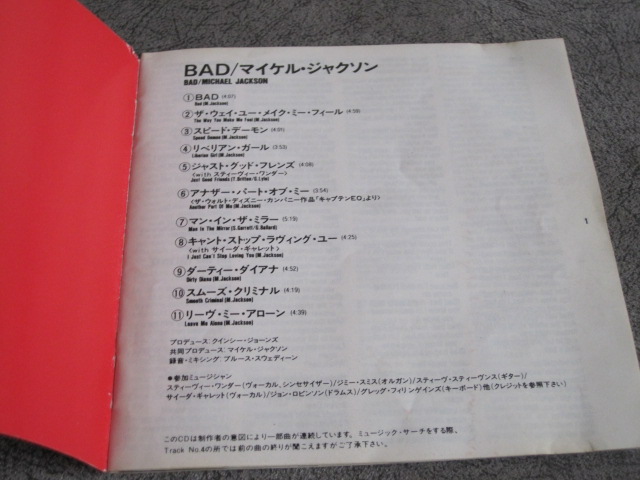 BAD/マイケル・ジャクソン
BAD/MICHAEL JACKSON
①BAD (4:07)
Bad (M.Jackson)
②ザ・ウェイ・ユー・メイク・ミー・フィール (4:59)
The Way You Make Me Feel (M.Jackson)
③スピード・デーモン (4:01)
Speed Demon (M.Jackson)
④リベリアン・ガール (3:53)
Liberian Girl (M.Jackson)
⑤ジャスト・グッド・フレンズ (4:08)
〈with スティーヴィー・ワンダー〉
Just Good Friends (T.Britten/G.Lyle)
⑥アナザー・パート・オブ・ミー (3:54)
〈ザ・ウォルト・ディズニー・カンパニー作品「キャプテンEO」より〉
Another Part Of Me (M.Jackson)
⑦マン・イン・ザ・ミラー (5:19)
Man In The Mirror (S.Garrett/G.Ballard)
⑧キャント・ストップ・ラヴィング・ユー (4:25)
〈with サイーダ・ギャレット〉
I Just Can't Stop Loving You (M.Jackson)
⑨ダーティー・ダイアナ (4:52)
Dirty Diana (M.Jackson)
⑩スムーズ・クリミナル (4:19)
Smooth Criminal (M.Jackson)
⑪リーヴ・ミー・アローン (4:39)
Leave Me Alone (M.Jackson)
プロデュース: クインシー・ジョーンズ
共同プロデュース: マイケル・ジャクソン
録音・ミキシング: ブルース・スウェディーン
●参加ミュージシャン
スティーヴィー・ワンダー(ヴォーカル、シンセサイザー)/ジミー・スミス(オルガン)/スティーヴ・スティーヴンス(ギター)/
サイーダ・ギャレット(ヴォーカル)/ジョン・ロビンソン(ドラムス)/グレッグ・フィリンゲインズ(キーボード)他(クレジットを参照下さい)
このCDは制作者の意図により一部曲が連続しています。ミュージック・サーチをする際、
Track No.4の所では前の曲の終りが聞こえますがご了承下さい。
1